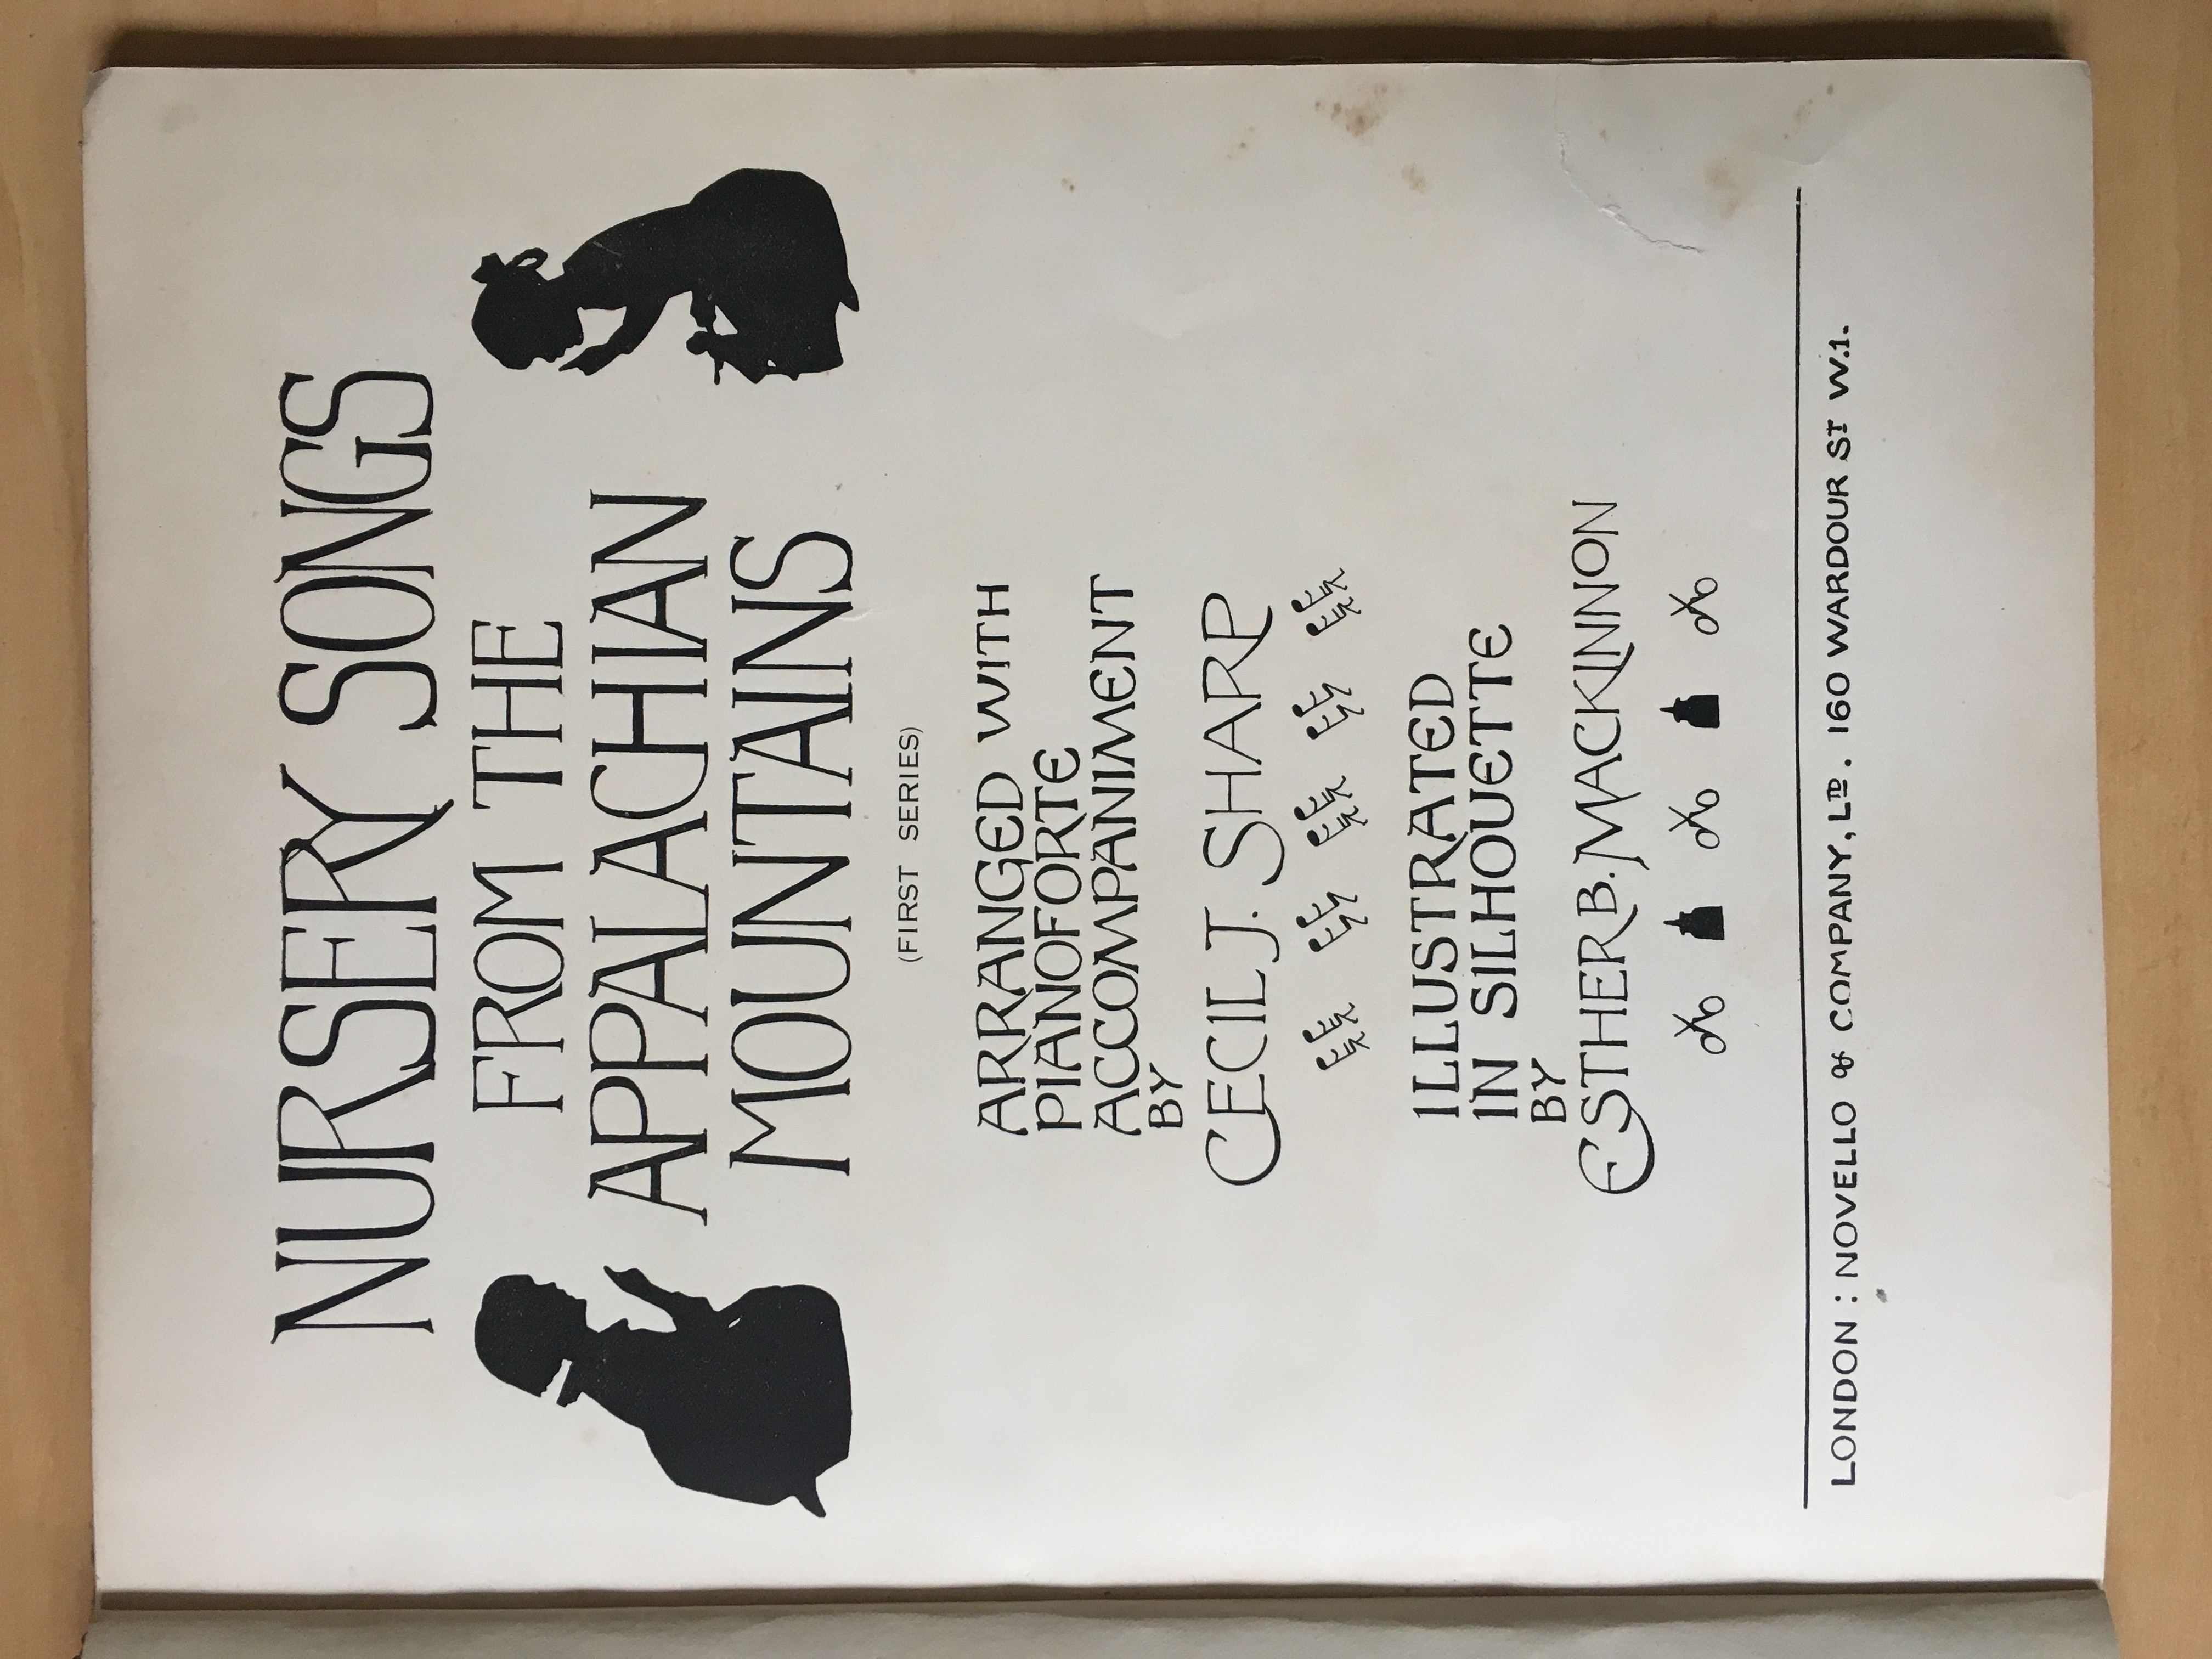 NURSERY SONGS
FROM THE
APPALACHIAN
MOUNTAINS
(FIRST SERIES)
ARRANGED WITH
PIANOFORTE
ACCOMPANIMENT
BY
CECIL J. SHARP
ILLUSTRATED
IN SILHOUETTE
BY
ESTHER B. MACKINNON
LONDON : NOVELLO & COMPANY, LTD. 160 WARDOUR ST W.1.